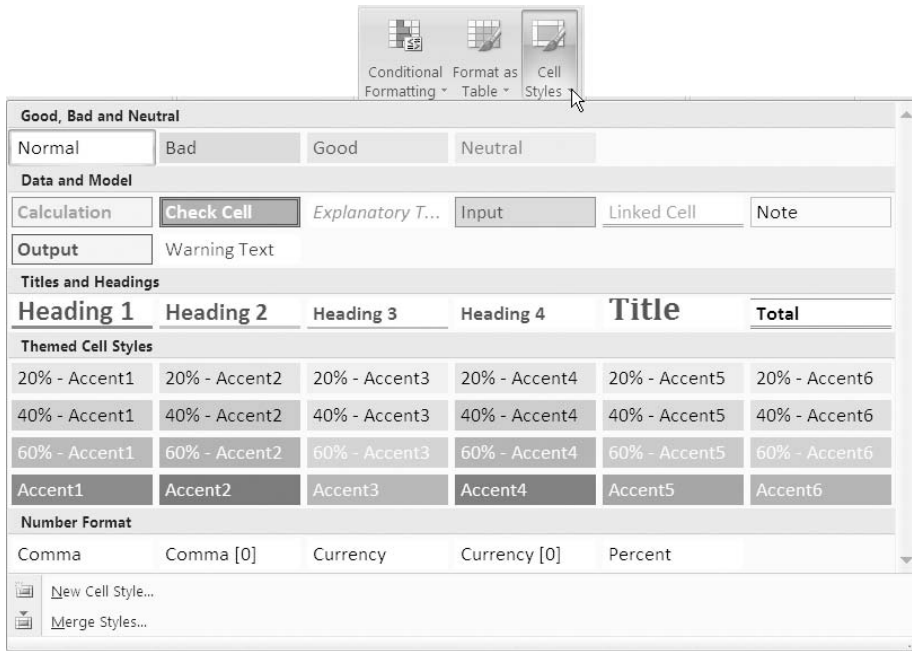 Conditional Formatting
Format as Table
Cell Styles
Good, Bad and Neutral
Normal Bad Good Neutral
Data and Model
Calculation Check Cell Explanatory T... Input Linked Cell Note
Output Warning Text
Titles and Headings
Heading 1 Heading 2 Heading 3 Heading 4 Title Total
Themed Cell Styles
20% - Accent1 20% - Accent2 20% - Accent3 20% - Accent4 20% - Accent5 20% - Accent6
40% - Accent1 40% - Accent2 40% - Accent3 40% - Accent4 40% - Accent5 40% - Accent6
60% - Accent1 60% - Accent2 60% - Accent3 60% - Accent4 60% - Accent5 60% - Accent6
Accent1 Accent2 Accent3 Accent4 Accent5 Accent6
Number Format
Comma Comma [0] Currency Currency [0] Percent
New Cell Style...
Merge Styles...